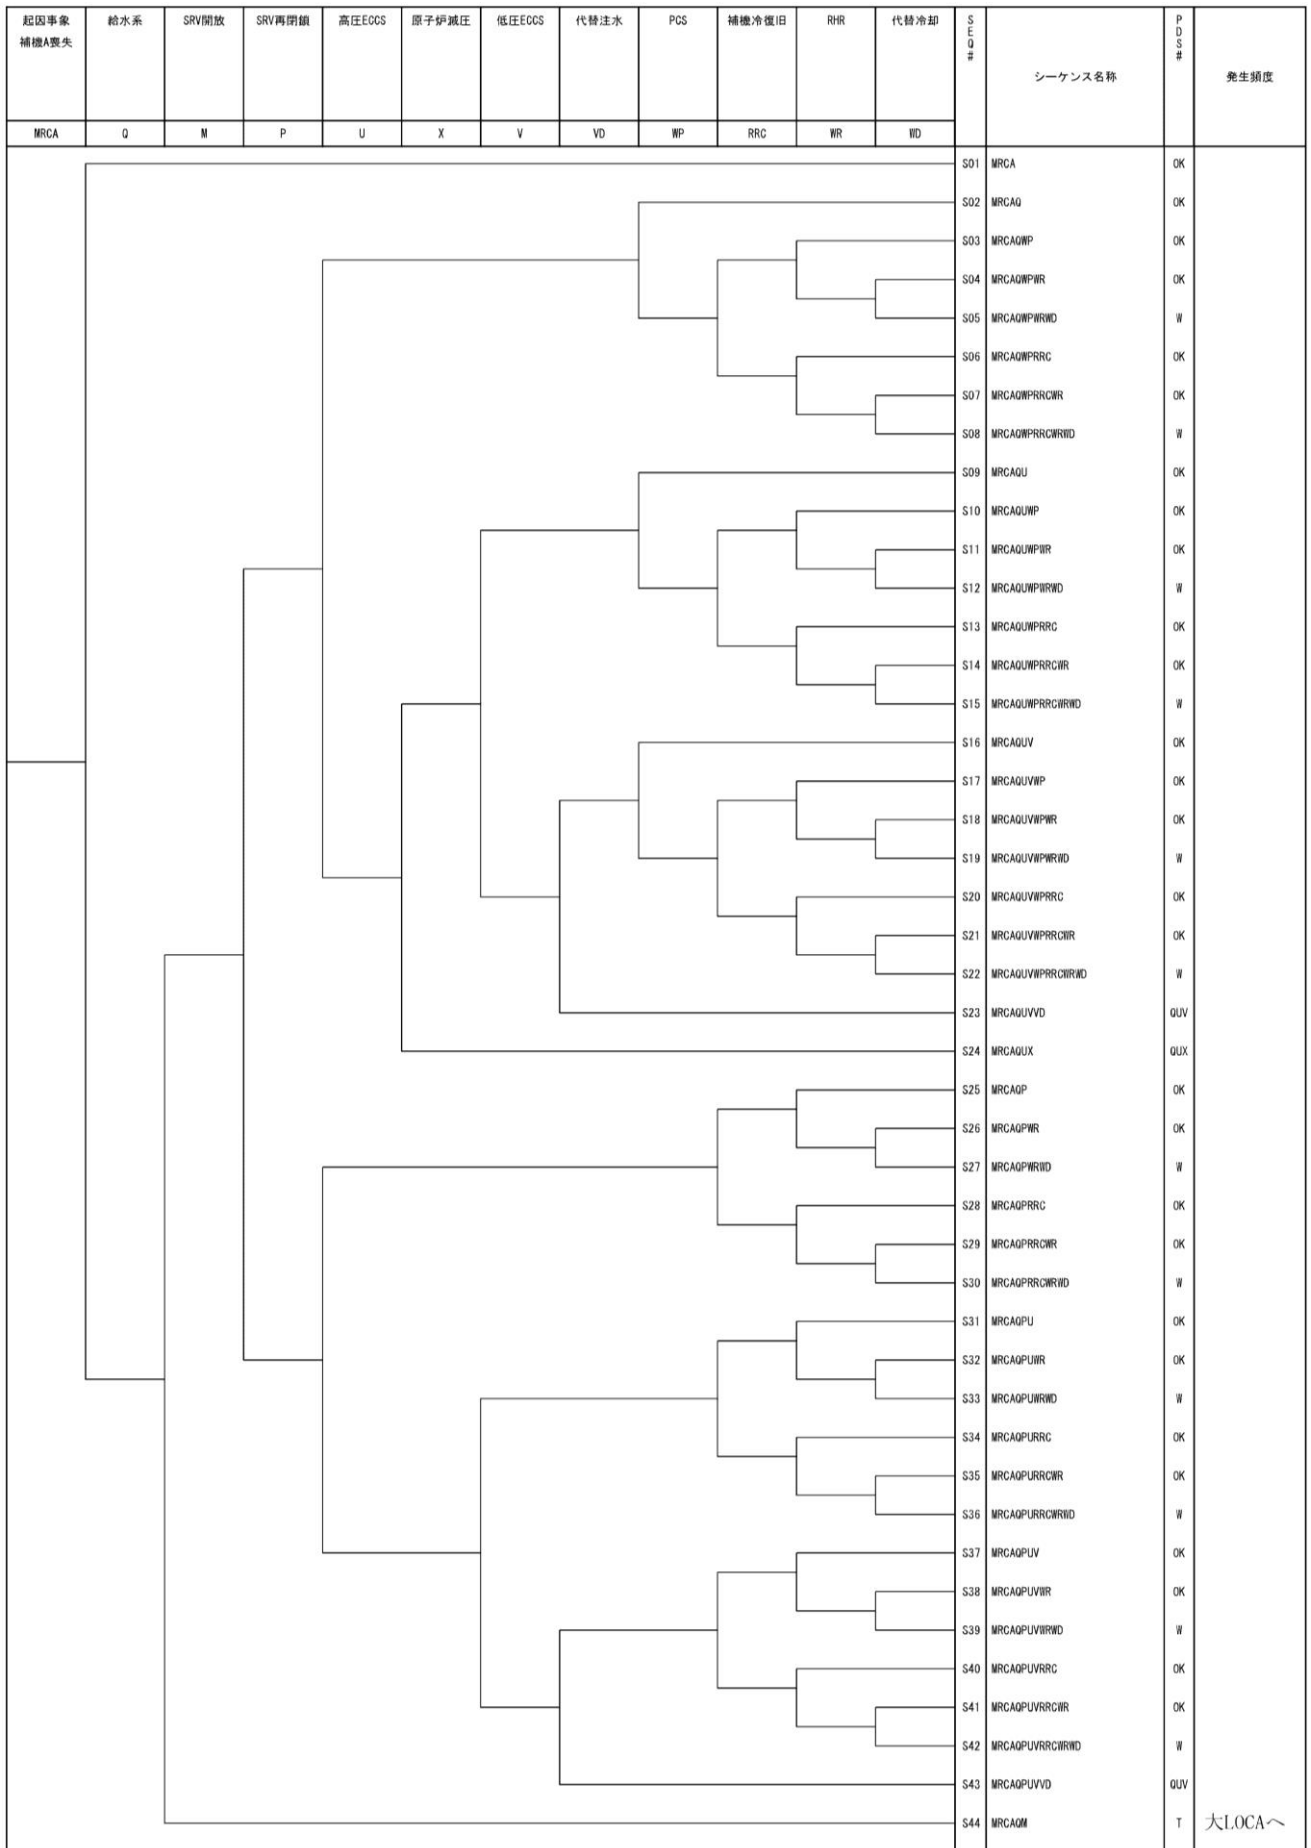 起因事象 給水系 SRV開放 SRV再閉鎖 高圧ECCS 原子炉減圧 低圧ECCS 代替注水 PCS 補機冷復旧 RHR 代替冷却 SEQ# シーケンス名称 PDS# 発生頻度
補機A喪失
MRCA Q M P U X V VD WP RRC WR WD
S01 MRCA OK
S02 MRCAQ OK
S03 MRCAQWP OK
S04 MRCAQWPWR OK
S05 MRCAQWPWRWD W
S06 MRCAQWPRRC OK
S07 MRCAQWPRRCWR OK
S08 MRCAQWPRRCWRWD W
S09 MRCAQU OK
S10 MRCAQUWP OK
S11 MRCAQUWPWR OK
S12 MRCAQUWPWRWD W
S13 MRCAQUWPRRC OK
S14 MRCAQUWPRRCWR OK
S15 MRCAQUWPRRCWRWD W
S16 MRCAQUV OK
S17 MRCAQUVWP OK
S18 MRCAQUVWPWR OK
S19 MRCAQUVWPWRWD W
S20 MRCAQUVWPRRC OK
S21 MRCAQUVWPRRCWR OK
S22 MRCAQUVWPRRCWRWD W
S23 MRCAQUVVD QUV
S24 MRCAQUX QUX
S25 MRCAQP OK
S26 MRCAQPWR OK
S27 MRCAQPWRWD W
S28 MRCAQPRRC OK
S29 MRCAQPRRCWR OK
S30 MRCAQPRRCWRWD W
S31 MRCAQPU OK
S32 MRCAQPUWR OK
S33 MRCAQPUWRWD W
S34 MRCAQPURRC OK
S35 MRCAQPURRCWR OK
S36 MRCAQPURRCWRWD W
S37 MRCAQPUV OK
S38 MRCAQPUVWR OK
S39 MRCAQPUVWRWD W
S40 MRCAQPUVRRC OK
S41 MRCAQPUVRRCWR OK
S42 MRCAQPUVRRCWRWD W
S43 MRCAQPUVVD QUV
S44 MRCAQM T 大LOCAへ